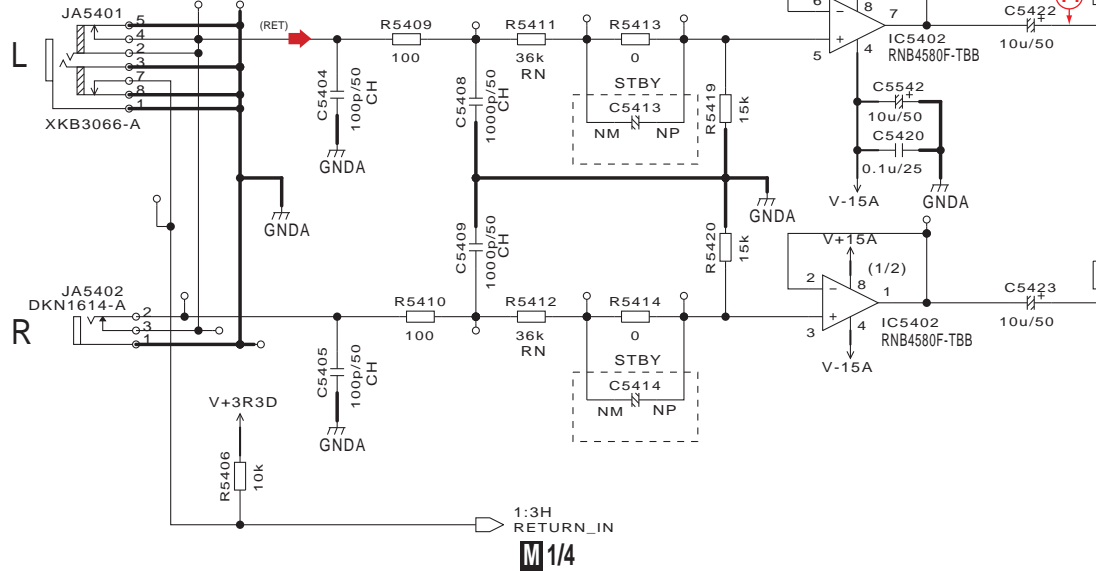 JA5401
5
4
2
3
7
8
1
L
XKB3066-A
(RET)
R5409
100
R5411
36k
RN
R5413
0
STBY
C5413
NM NP
C5404
100p/50
CH
C5408
1000p/50
CH
R5419
15k
GNDA
6
5
8
7
4
IC5402
RNB4580F-TBB
C5422
10u/50
+
C5542
10u/50
+
C5420
0.1u/25
V-15A
GNDA
GNDA
GNDA
C5409
1000p/50
CH
R5420
15k
V+15A
(1/2)
2
3
8
1
4
IC5402
RNB4580F-TBB
V-15A
C5423
10u/50
+
JA5402
DKN1614-A
2
3
1
R
R5410
100
R5412
36k
RN
R5414
0
STBY
C5414
NM NP
C5405
100p/50
CH
GNDA
V+3R3D
R5406
10k
1:3H
RETURN_IN
M 1/4